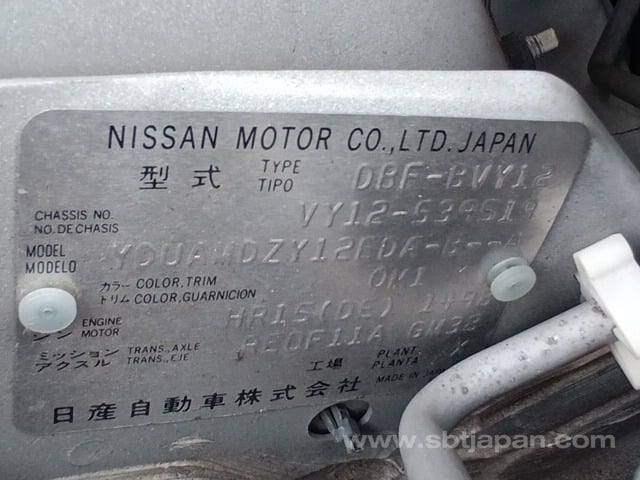 NISSAN MOTOR CO.,LTD. JAPAN
型式 TYPE TIPO DBF-BVY12
CHASSIS NO. NO. DECHASIS VY12-539519
MODEL MODELO
カラー COLOR, TRIM
トリム COLOR, GUARNICION
ENGINE MOTOR HR15(DE)
ミッション TRANS., AXLE
アクスル TRANS., EJE RE0F11A GM38
工場 PLANT PLANTA X
日産自動車株式会社 MADE IN
www.sbtjapan.com